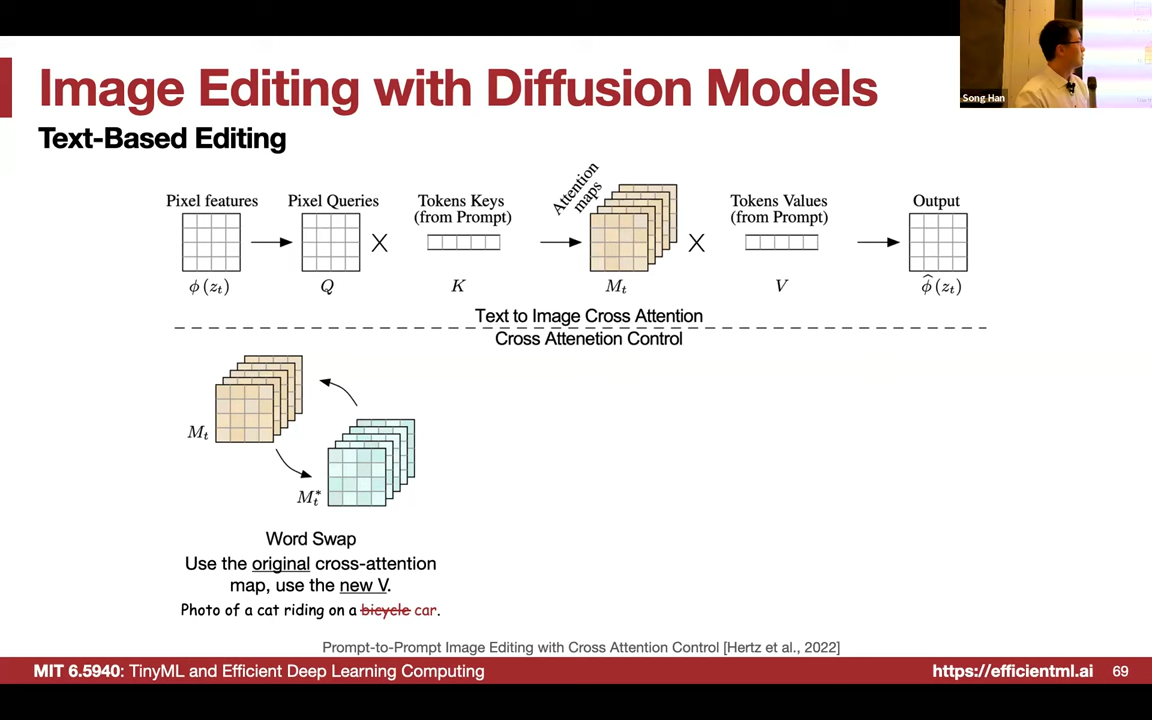 Image Editing with Diffusion Models
Song Han
Text-Based Editing
Pixel features
Pixel Queries
Tokens Keys
(from Prompt)
Attention
maps
Tokens Values
(from Prompt)
Output
ϕ (z_t)
Q
K
M_t
V
ϕ̂ (z_t)
Text to Image Cross Attention
Cross Attenetion Control
M_t
M_t^*
Word Swap
Use the original cross-attention
map, use the new V.
Photo of a cat riding on a bicycle car.
Prompt-to-Prompt Image Editing with Cross Attention Control [Hertz et al., 2022]
MIT 6.5940: TinyML and Efficient Deep Learning Computing
https://efficientml.ai
69